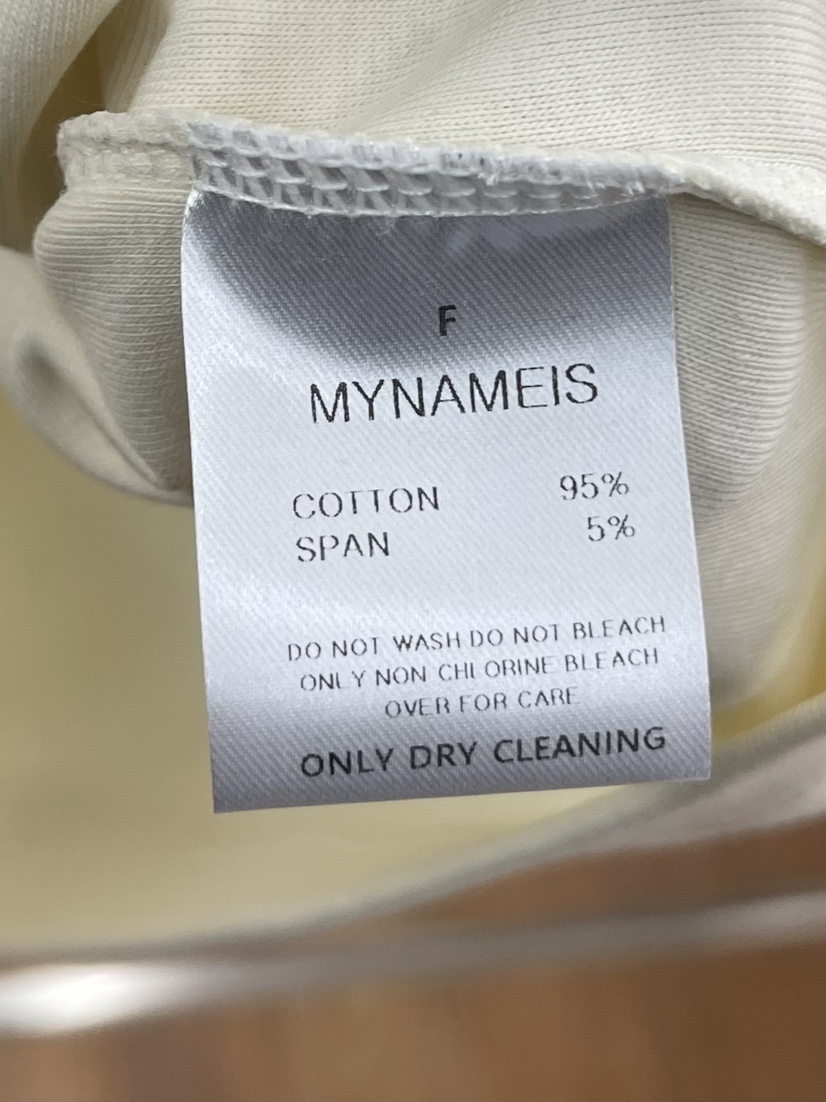 F
MYNAMEIS
COTTON 95%
SPAN 5%
DO NOT WASH DO NOT BLEACH
ONLY NON CHLORINE BLEACH
OVER FOR CARE
ONLY DRY CLEANING